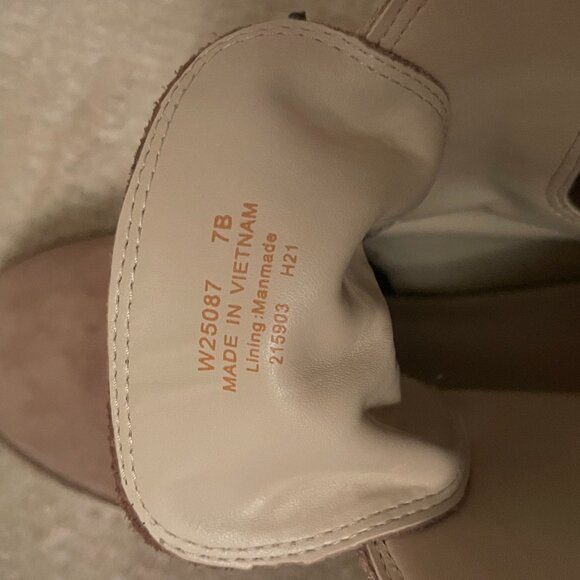 W25087 7B
MADE IN VIETNAM
Lining:Manmade
215903 H21